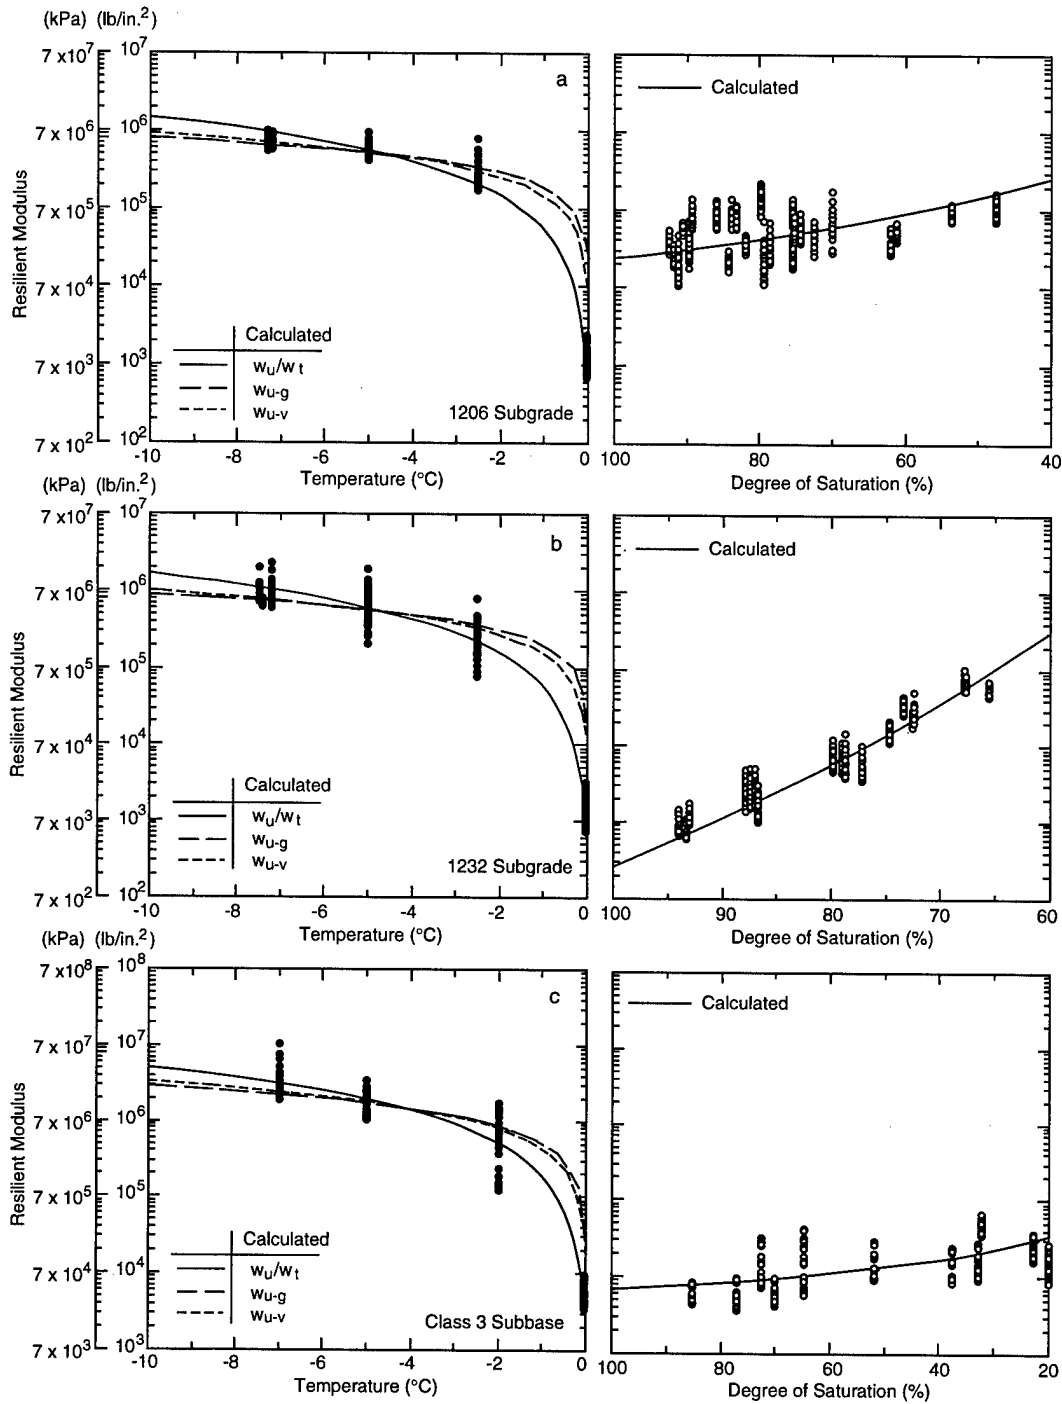 (kPa) (lb/in.²)
7 x10⁷ 10⁷
7 x 10⁶ 10⁶
7 x 10⁵ 10⁵
7 x 10⁴ 10⁴
7 x 10³ 10³
7 x 10² 10²
Resilient Modulus
a
Calculated
wᵤ/wₜ
wᵤ₋g
wᵤ₋ᵥ
1206 Subgrade
-10 -8 -6 -4 -2 0
Temperature (°C)
Calculated
100 80 60 40
Degree of Saturation (%)
(kPa) (lb/in.²)
7 x10⁷ 10⁷
7 x 10⁶ 10⁶
7 x 10⁵ 10⁵
7 x 10⁴ 10⁴
7 x 10³ 10³
7 x 10² 10²
Resilient Modulus
b
Calculated
wᵤ/wₜ
wᵤ₋g
wᵤ₋ᵥ
1232 Subgrade
-10 -8 -6 -4 -2 0
Temperature (°C)
Calculated
100 90 80 70 60
Degree of Saturation (%)
(kPa) (lb/in.²)
7 x10⁸ 10⁸
7 x 10⁷ 10⁷
7 x 10⁶ 10⁶
7 x 10⁵ 10⁵
7 x 10⁴ 10⁴
7 x 10³ 10³
Resilient Modulus
c
Calculated
wᵤ/wₜ
wᵤ₋g
wᵤ₋ᵥ
Class 3 Subbase
-10 -8 -6 -4 -2 0
Temperature (°C)
Calculated
100 80 60 40 20
Degree of Saturation (%)